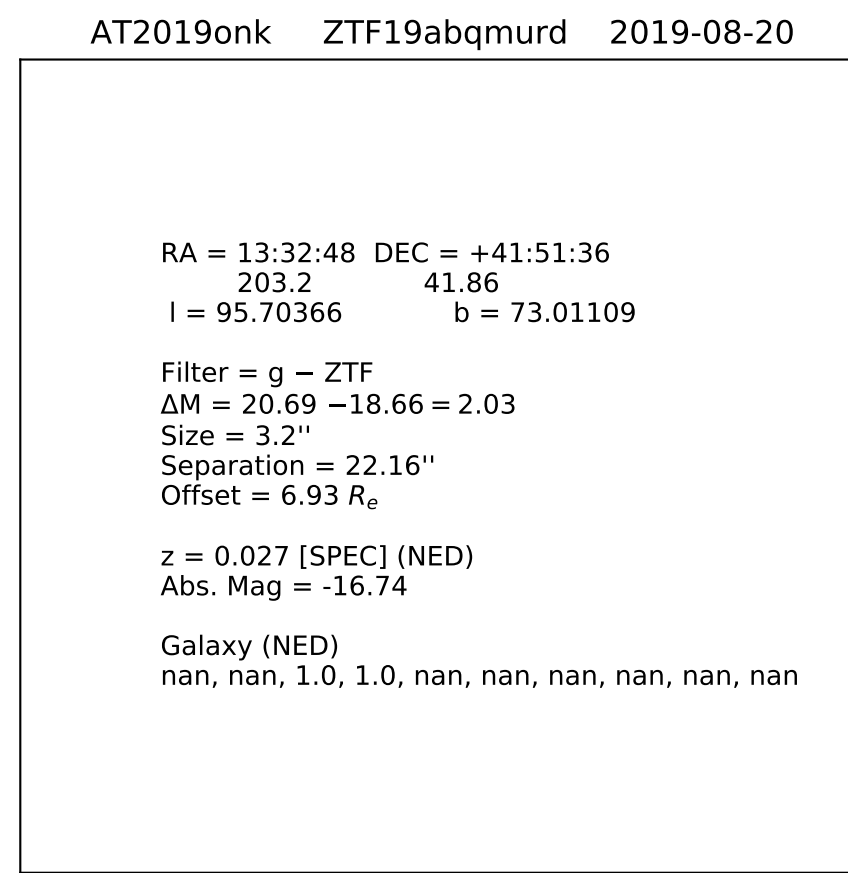 AT2019onk ZTF19abqmurd 2019-08-20
RA = 13:32:48 DEC = +41:51:36
203.2 41.86
l = 95.70366 b = 73.01109
Filter = g − ZTF
ΔM = 20.69 −18.66 = 2.03
Size = 3.2''
Separation = 22.16''
Offset = 6.93 Re
z = 0.027 [SPEC] (NED)
Abs. Mag = -16.74
Galaxy (NED)
nan, nan, 1.0, 1.0, nan, nan, nan, nan, nan, nan